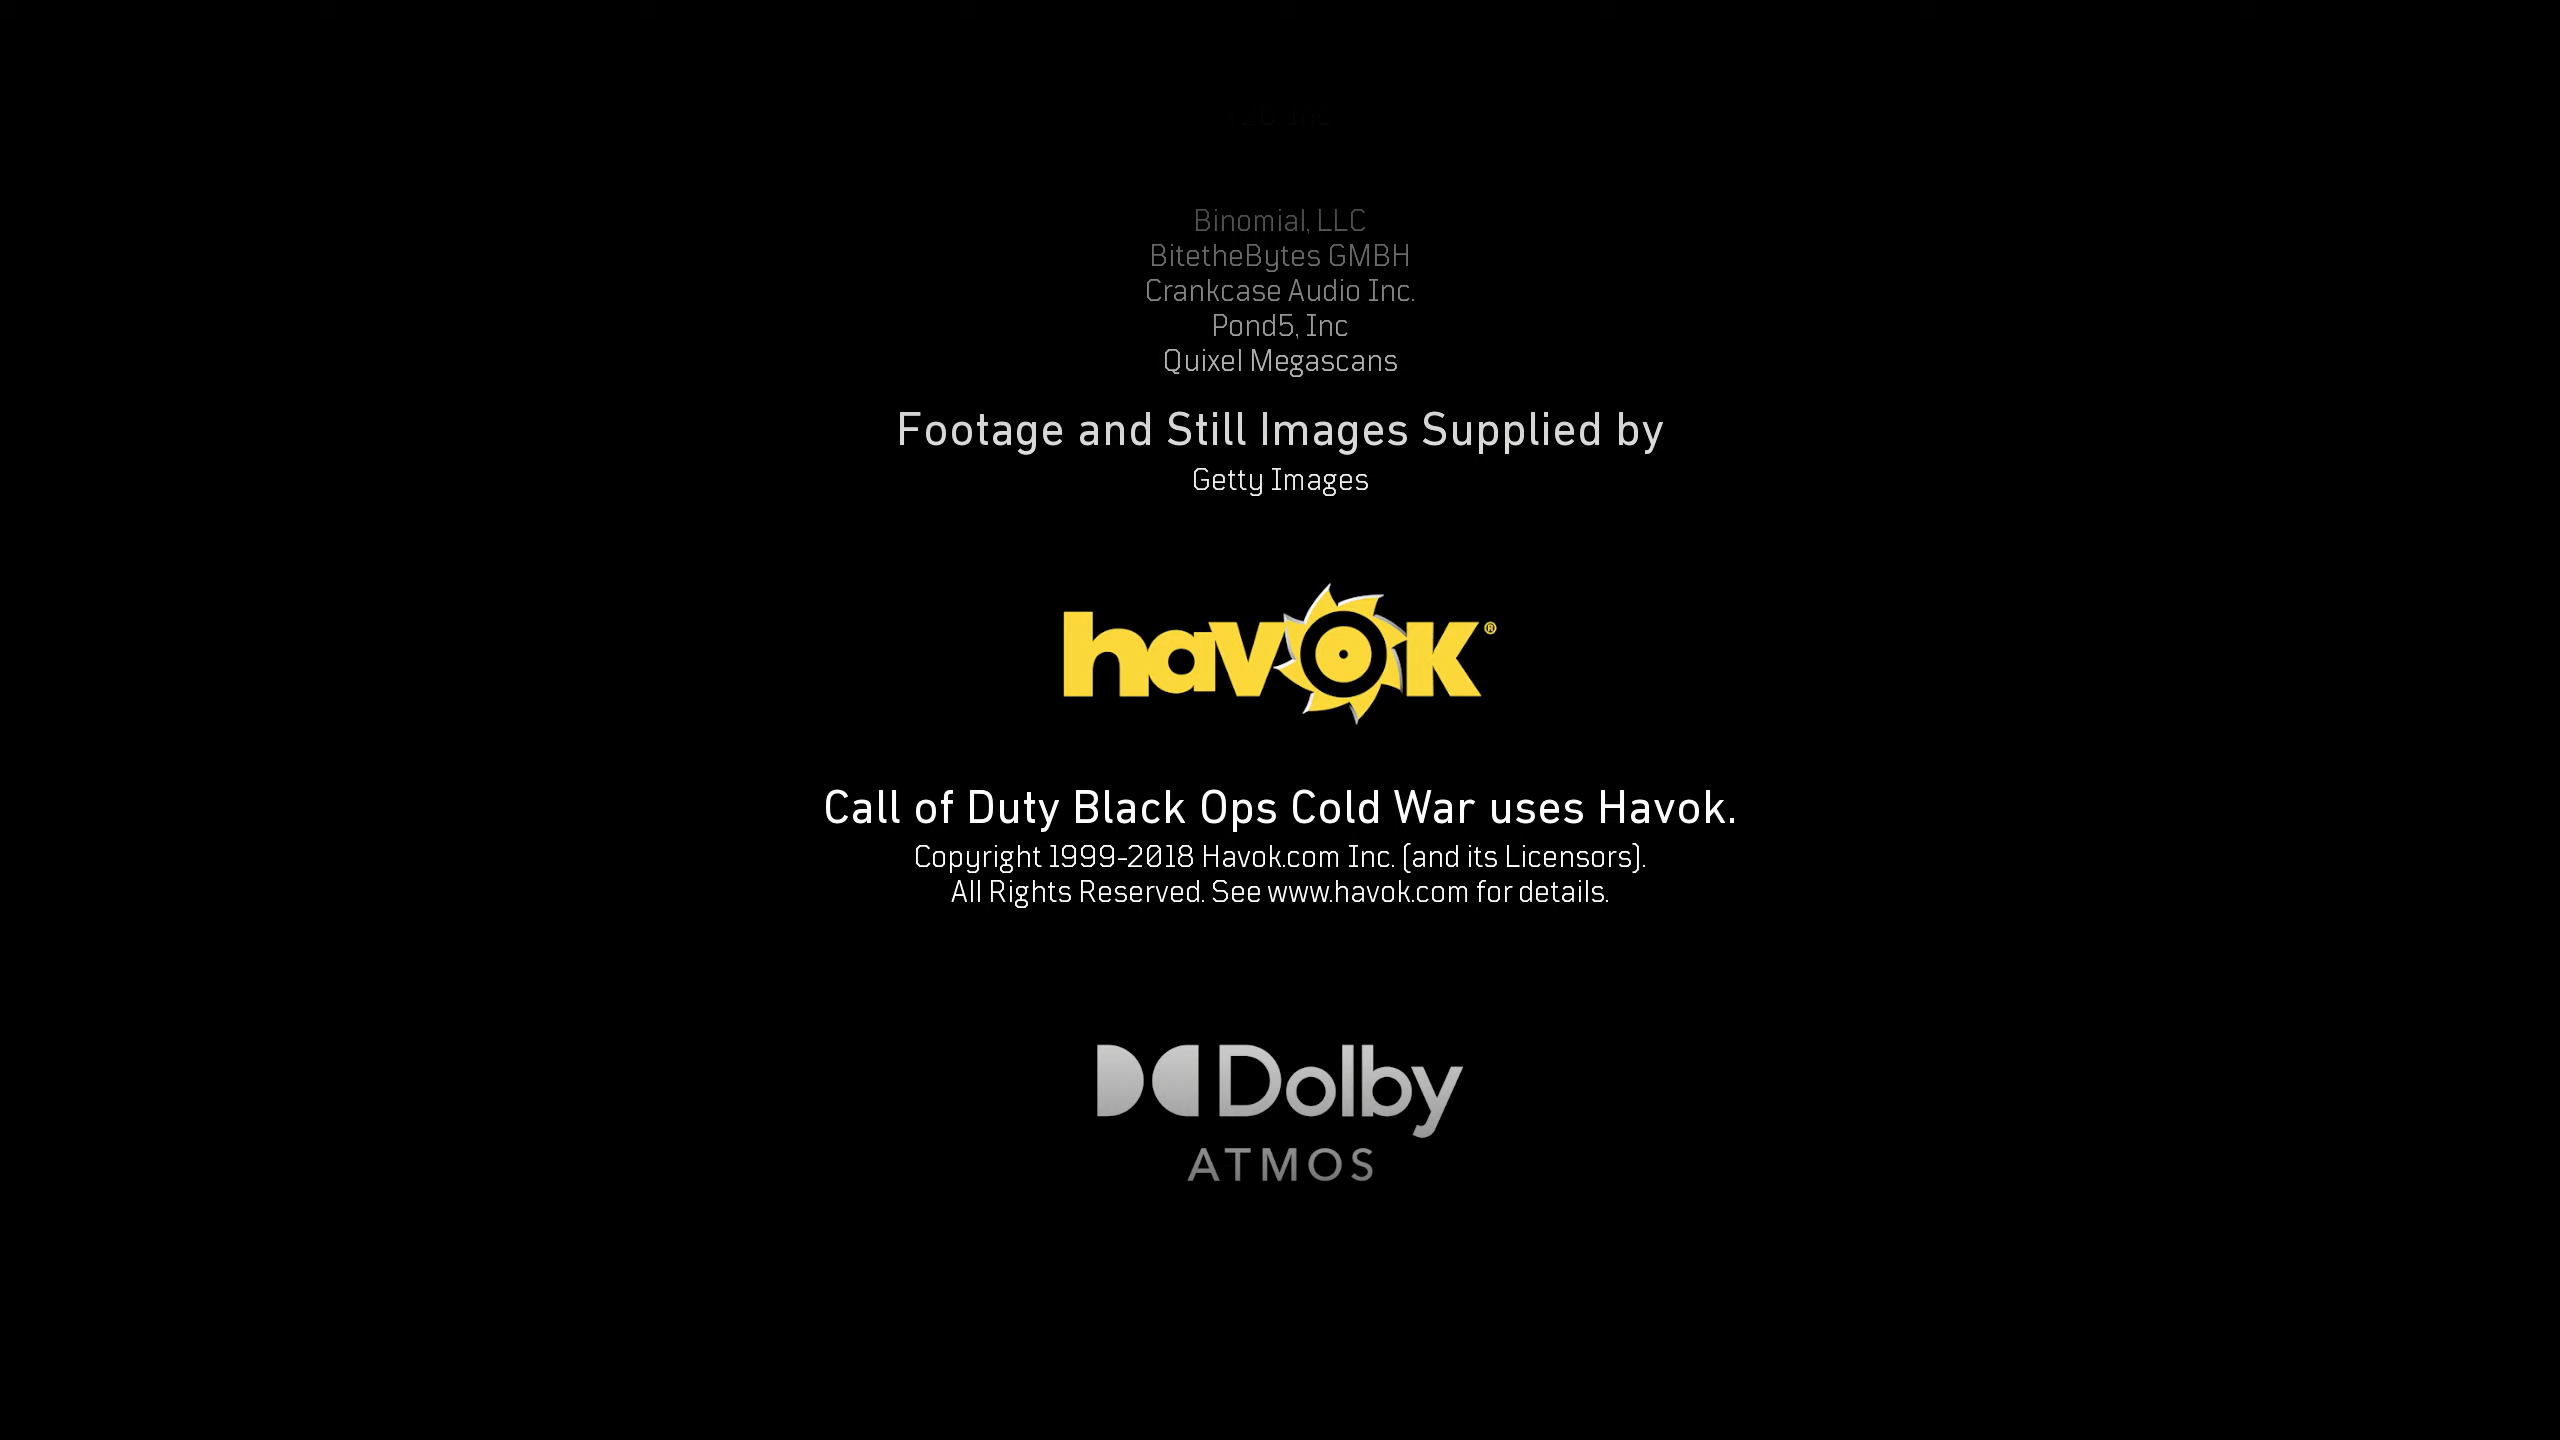 Binomial, LLC
BitetheBytes GMBH
Crankcase Audio Inc.
Pond5, Inc
Quixel Megascans
Footage and Still Images Supplied by
Getty Images
havok®
Call of Duty Black Ops Cold War uses Havok.
Copyright 1999-2018 Havok.com Inc. (and its Licensors).
All Rights Reserved. See www.havok.com for details.
Dolby
ATMOS